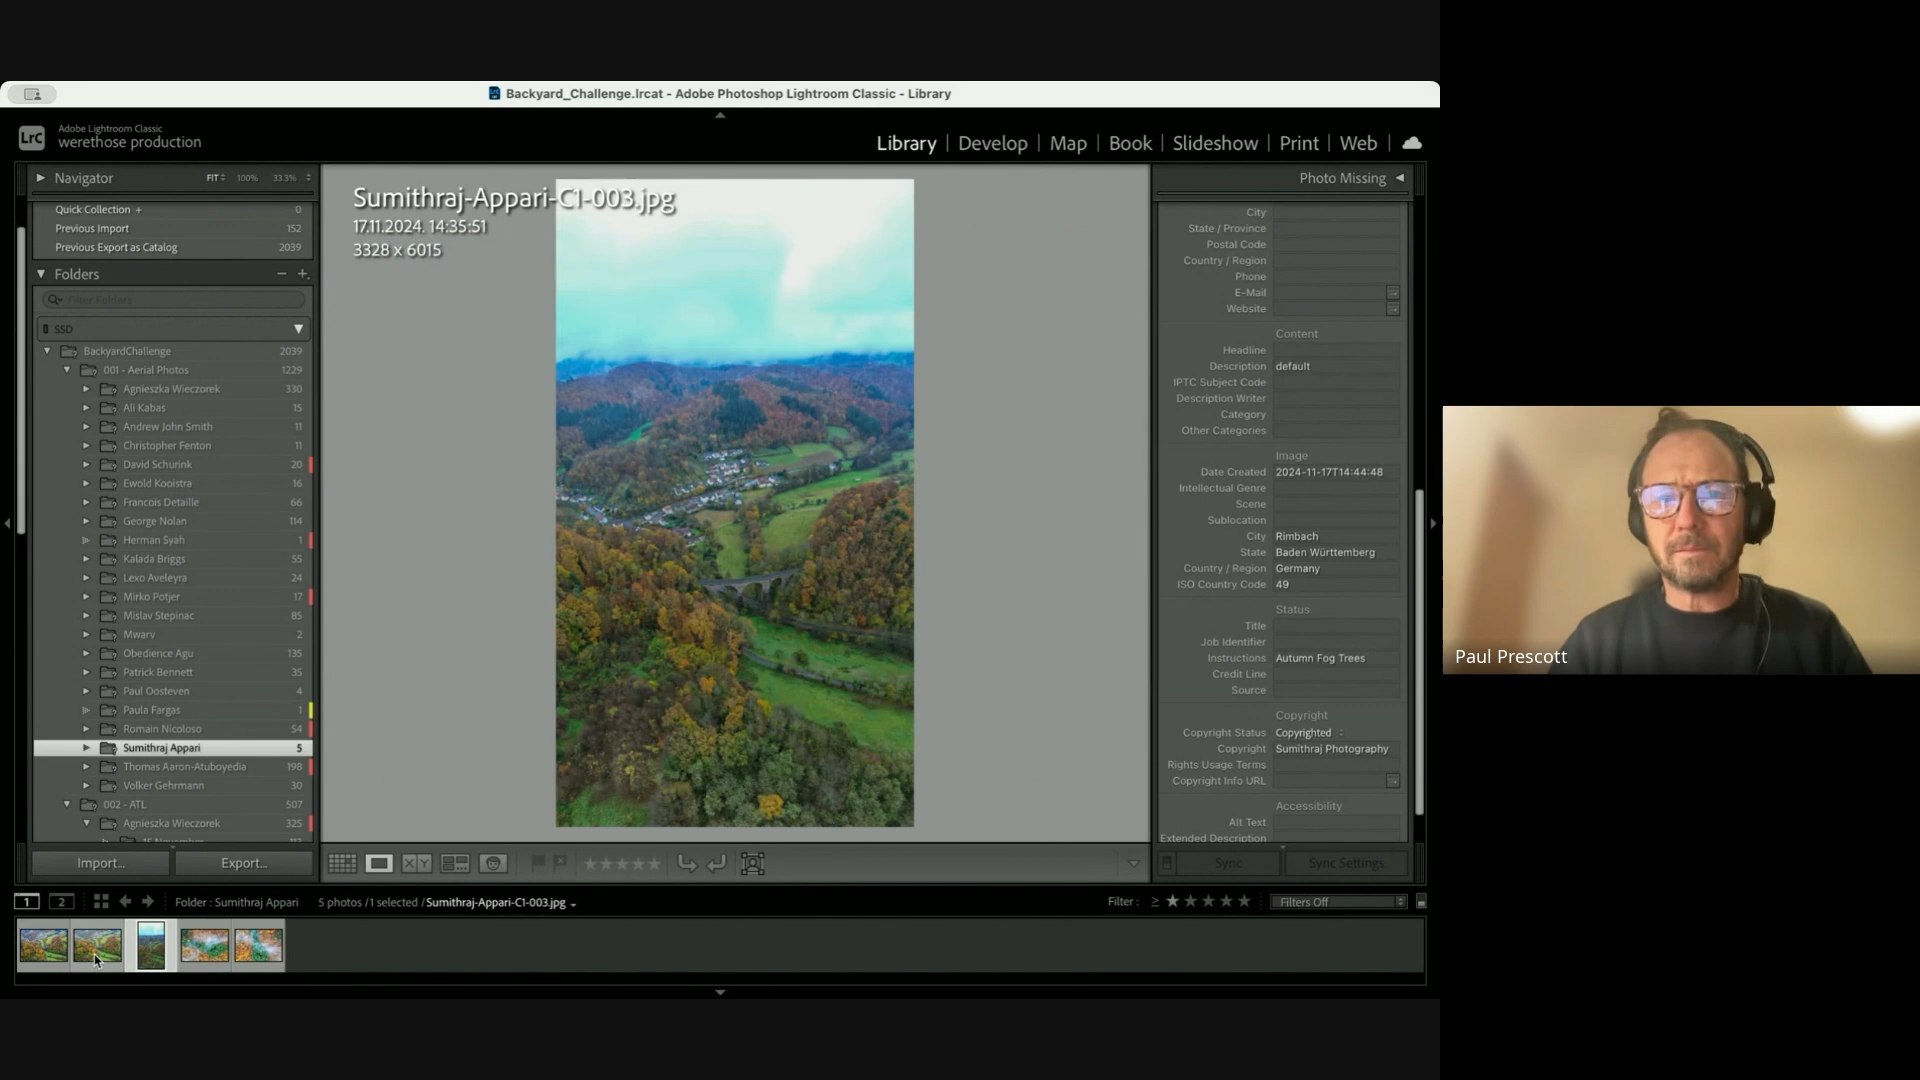 Backyard_Challenge.lrcat - Adobe Photoshop Lightroom Classic - Library
LrC
Adobe Lightroom Classic
werethose production
Library | Develop | Map | Book | Slideshow | Print | Web |
Navigator FIT 100% 33.3%
Quick Collection + 0
Previous Import 152
Previous Export as Catalog 2039
Folders − +
Filter Folders
SSD
BackyardChallenge 2039
001 - Aerial Photos 1229
Agnieszka Wieczorek 330
Ali Kabas 15
Andrew John Smith 11
Christopher Fenton 11
David Schurink 20
Ewold Kooistra 16
Francois Detaille 66
George Nolan 114
Herman Syah 1
Kalada Briggs 55
Lexo Aveleyra 24
Mirko Potjer 17
Mislav Stepinac 85
Mwarv 2
Obedience Agu 135
Patrick Bennett 35
Paul Oosteven 4
Paula Fargas 1
Romain Nicoloso 54
Sumithraj Appari 5
Thomas Aaron-Atuboyedia 198
Volker Gehrmann 30
002 - ATL 507
Agnieszka Wieczorek 325
Import...
Export...
Sumithraj-Appari-C1-003.jpg
17.11.2024. 14:35:51
3328 x 6015
XY
Photo Missing
City
State / Province
Postal Code
Country / Region
Phone
E-Mail
Website
Content
Headline
Description default
IPTC Subject Code
Description Writer
Category
Other Categories
Image
Date Created 2024-11-17T14:44:48
Intellectual Genre
Scene
Sublocation
City Rimbach
State Baden Württemberg
Country / Region Germany
ISO Country Code 49
Status
Title
Job Identifier
Instructions Autumn Fog Trees
Credit Line
Source
Copyright
Copyright Status Copyrighted
Copyright Sumithraj Photography
Rights Usage Terms
Copyright Info URL
Accessibility
Alt Text
Extended Description
Sync
Sync Settings
1 2 Folder : Sumithraj Appari 5 photos /1 selected /Sumithraj-Appari-C1-003.jpg
Filter : ≥ ★★★★★ Filters Off
Paul Prescott